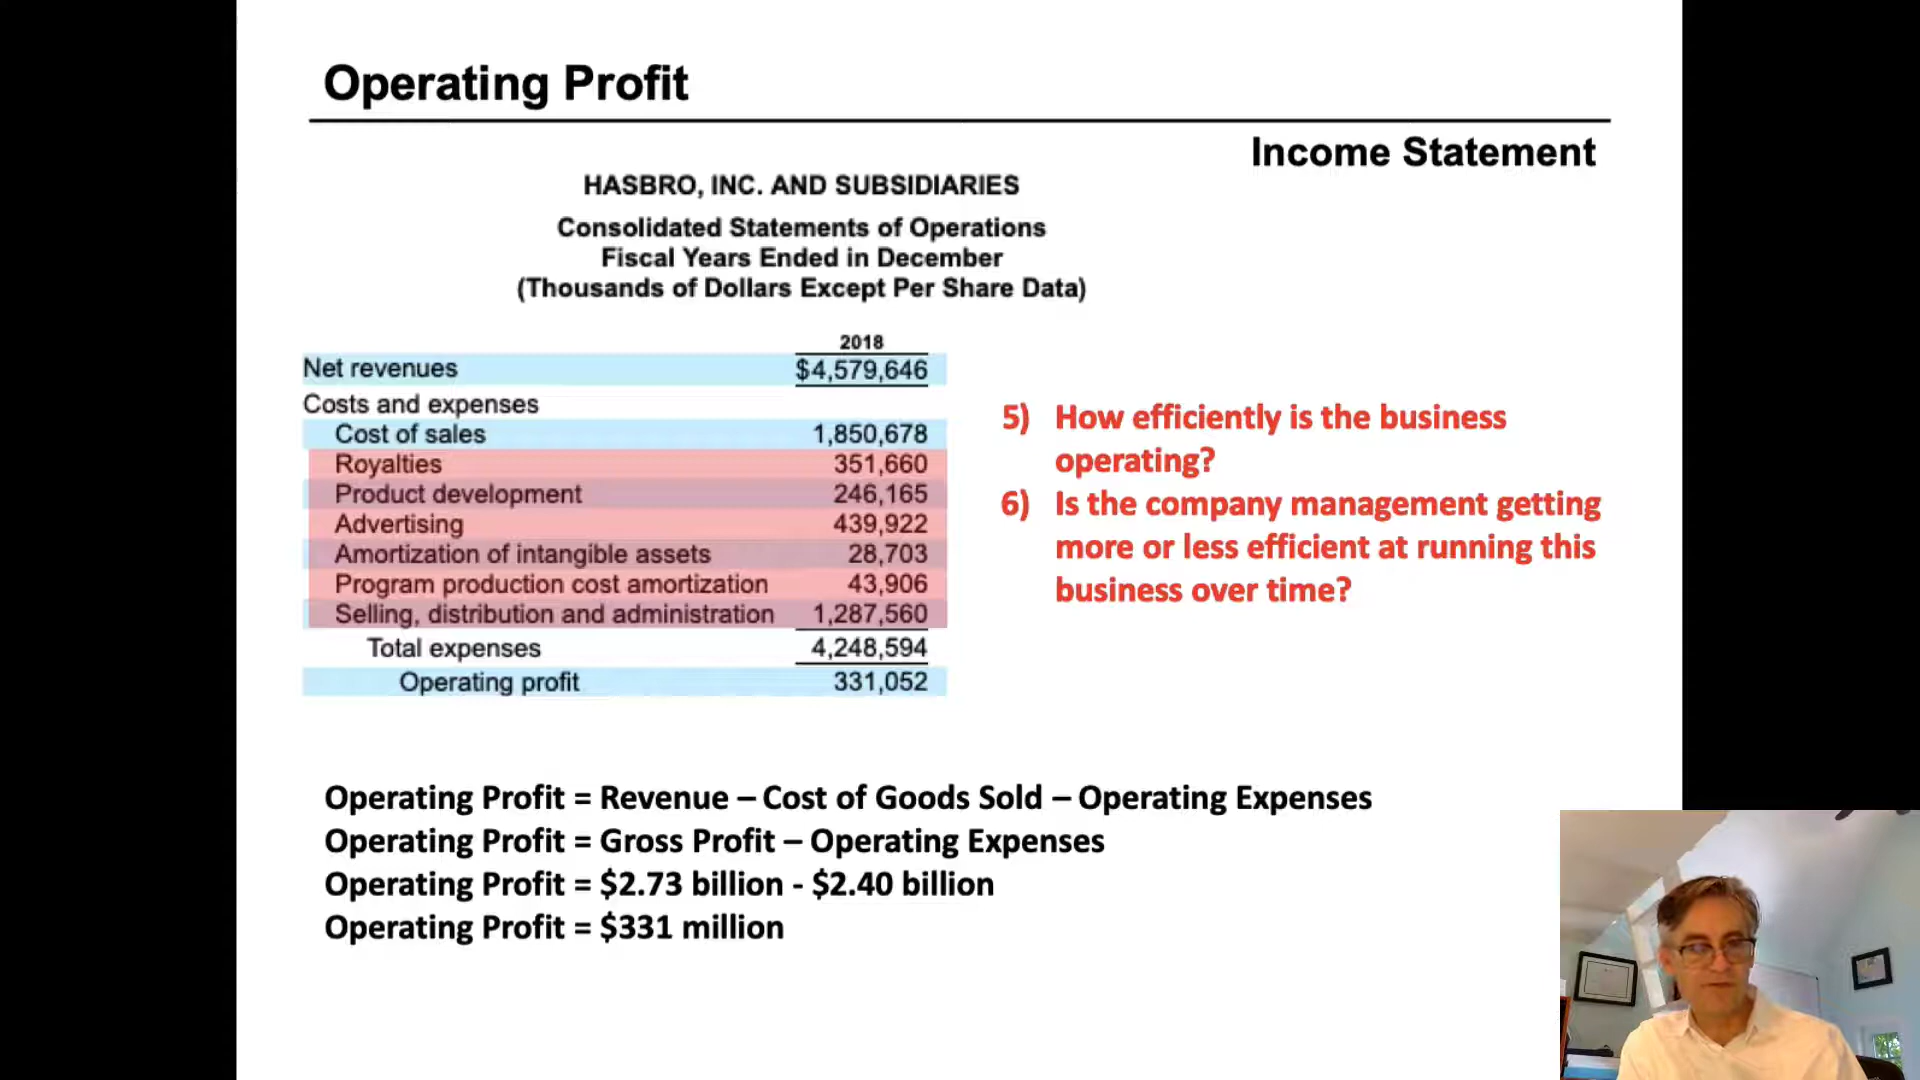 Operating Profit
Income Statement
HASBRO, INC. AND SUBSIDIARIES
Consolidated Statements of Operations
Fiscal Years Ended in December
(Thousands of Dollars Except Per Share Data)
2018
Net revenues $4,579,646
Costs and expenses
Cost of sales 1,850,678
Royalties 351,660
Product development 246,165
Advertising 439,922
Amortization of intangible assets 28,703
Program production cost amortization 43,906
Selling, distribution and administration 1,287,560
Total expenses 4,248,594
Operating profit 331,052
5) How efficiently is the business
operating?
6) Is the company management getting
more or less efficient at running this
business over time?
Operating Profit = Revenue – Cost of Goods Sold – Operating Expenses
Operating Profit = Gross Profit – Operating Expenses
Operating Profit = $2.73 billion - $2.40 billion
Operating Profit = $331 million